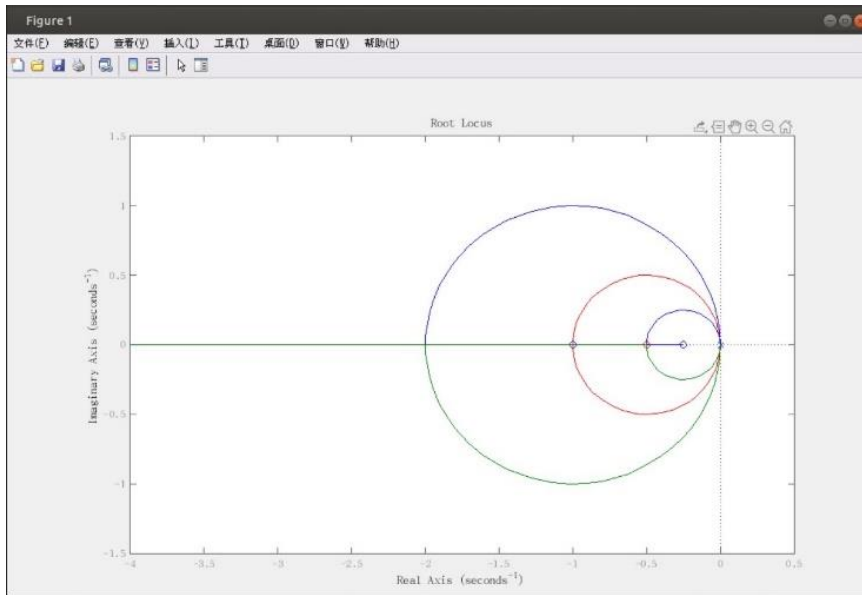 Figure 1
文件(F) 编辑(E) 查看(V) 插入(I) 工具(T) 桌面(D) 窗口(W) 帮助(H)
Root Locus
1.5
1
0.5
0
-0.5
-1
-1.5
Imaginary Axis (seconds⁻¹)
-4 -3.5 -3 -2.5 -2 -1.5 -1 -0.5 0 0.5
Real Axis (seconds⁻¹)